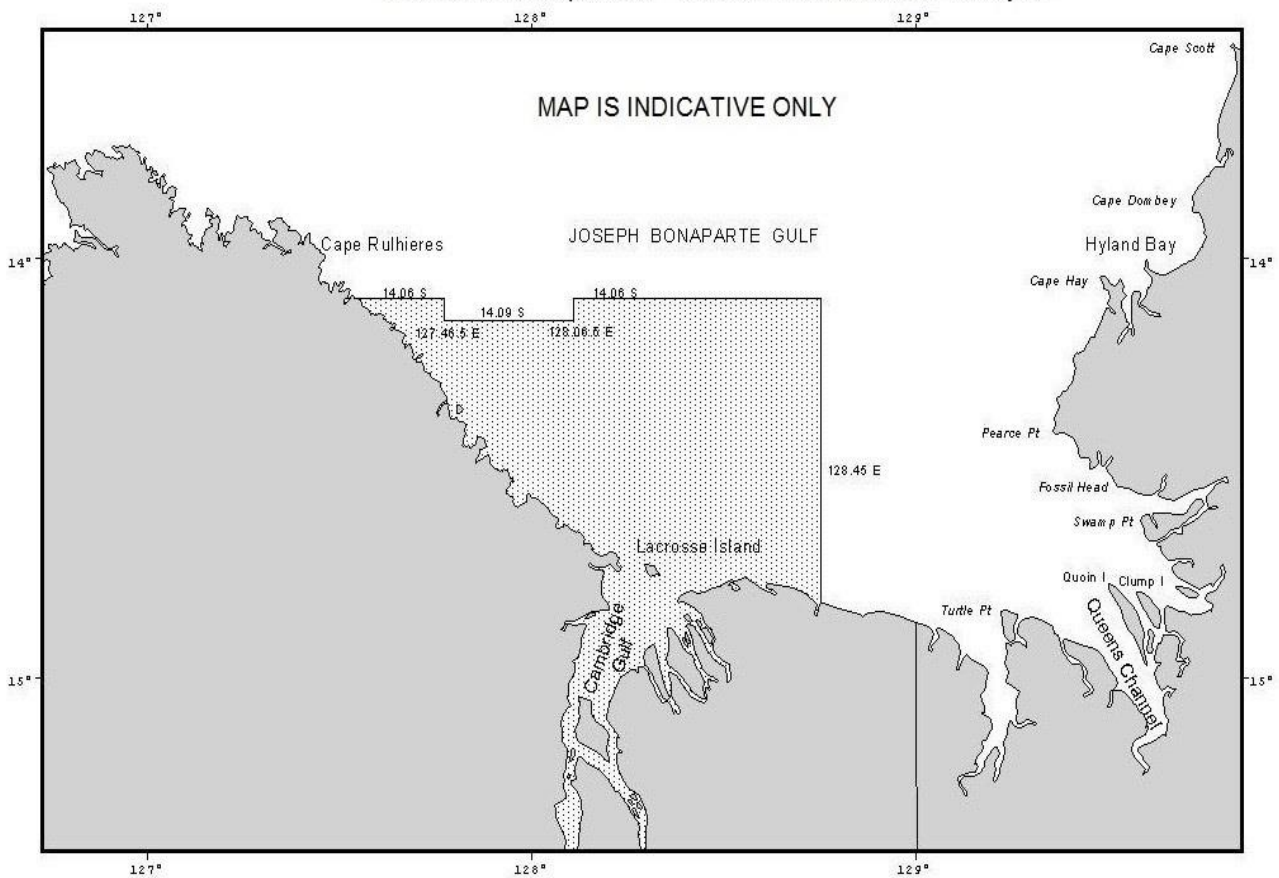 127°
128°
129°
Cape Scott
MAP IS INDICATIVE ONLY
Cape Dombey
JOSEPH BONAPARTE GULF
Cape Rulhieres
Hyland Bay
14°
14°
Cape Hay
14.06 S
14.06 S
14.09 S
127.46.5 E
128.06.5 E
Pearce Pt
128.45 E
Fossil Head
Swamp Pt
Lacrosse Island
Quoin I
Clump I
Turtle Pt
Cambridge
Gulf
Queens Channel
15°
15°
127°
128°
129°